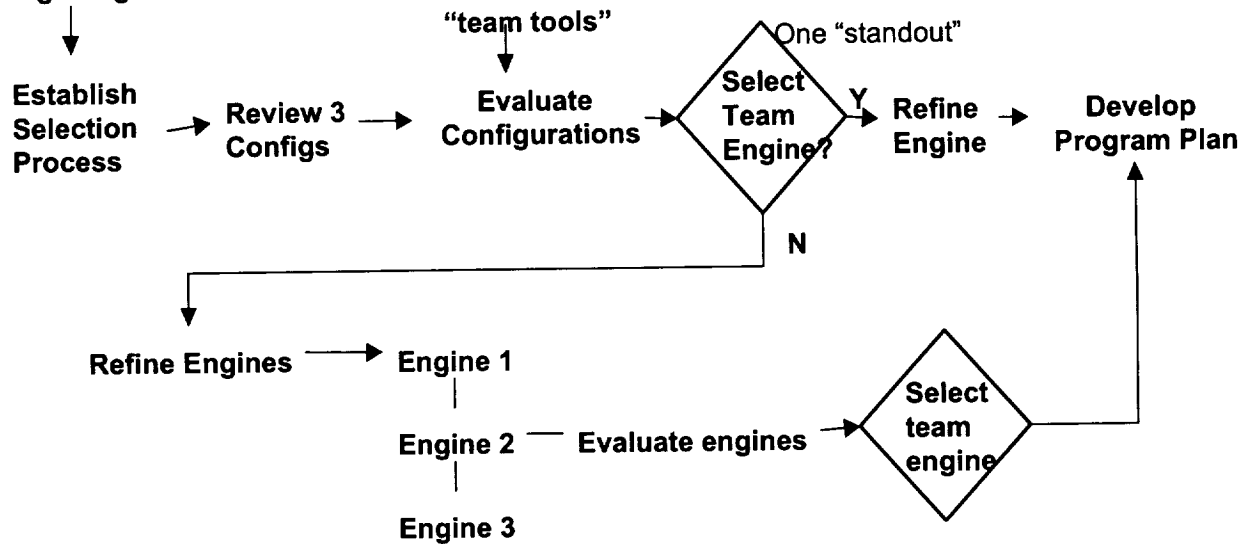 “team tools”
One “standout”
Establish
Selection
Process
Review 3
Configs
Evaluate
Configurations
Select
Team
Engine?
Y
Refine
Engine
Develop
Program Plan
N
Refine Engines
Engine 1
Engine 2
Engine 3
Evaluate engines
Select
team
engine